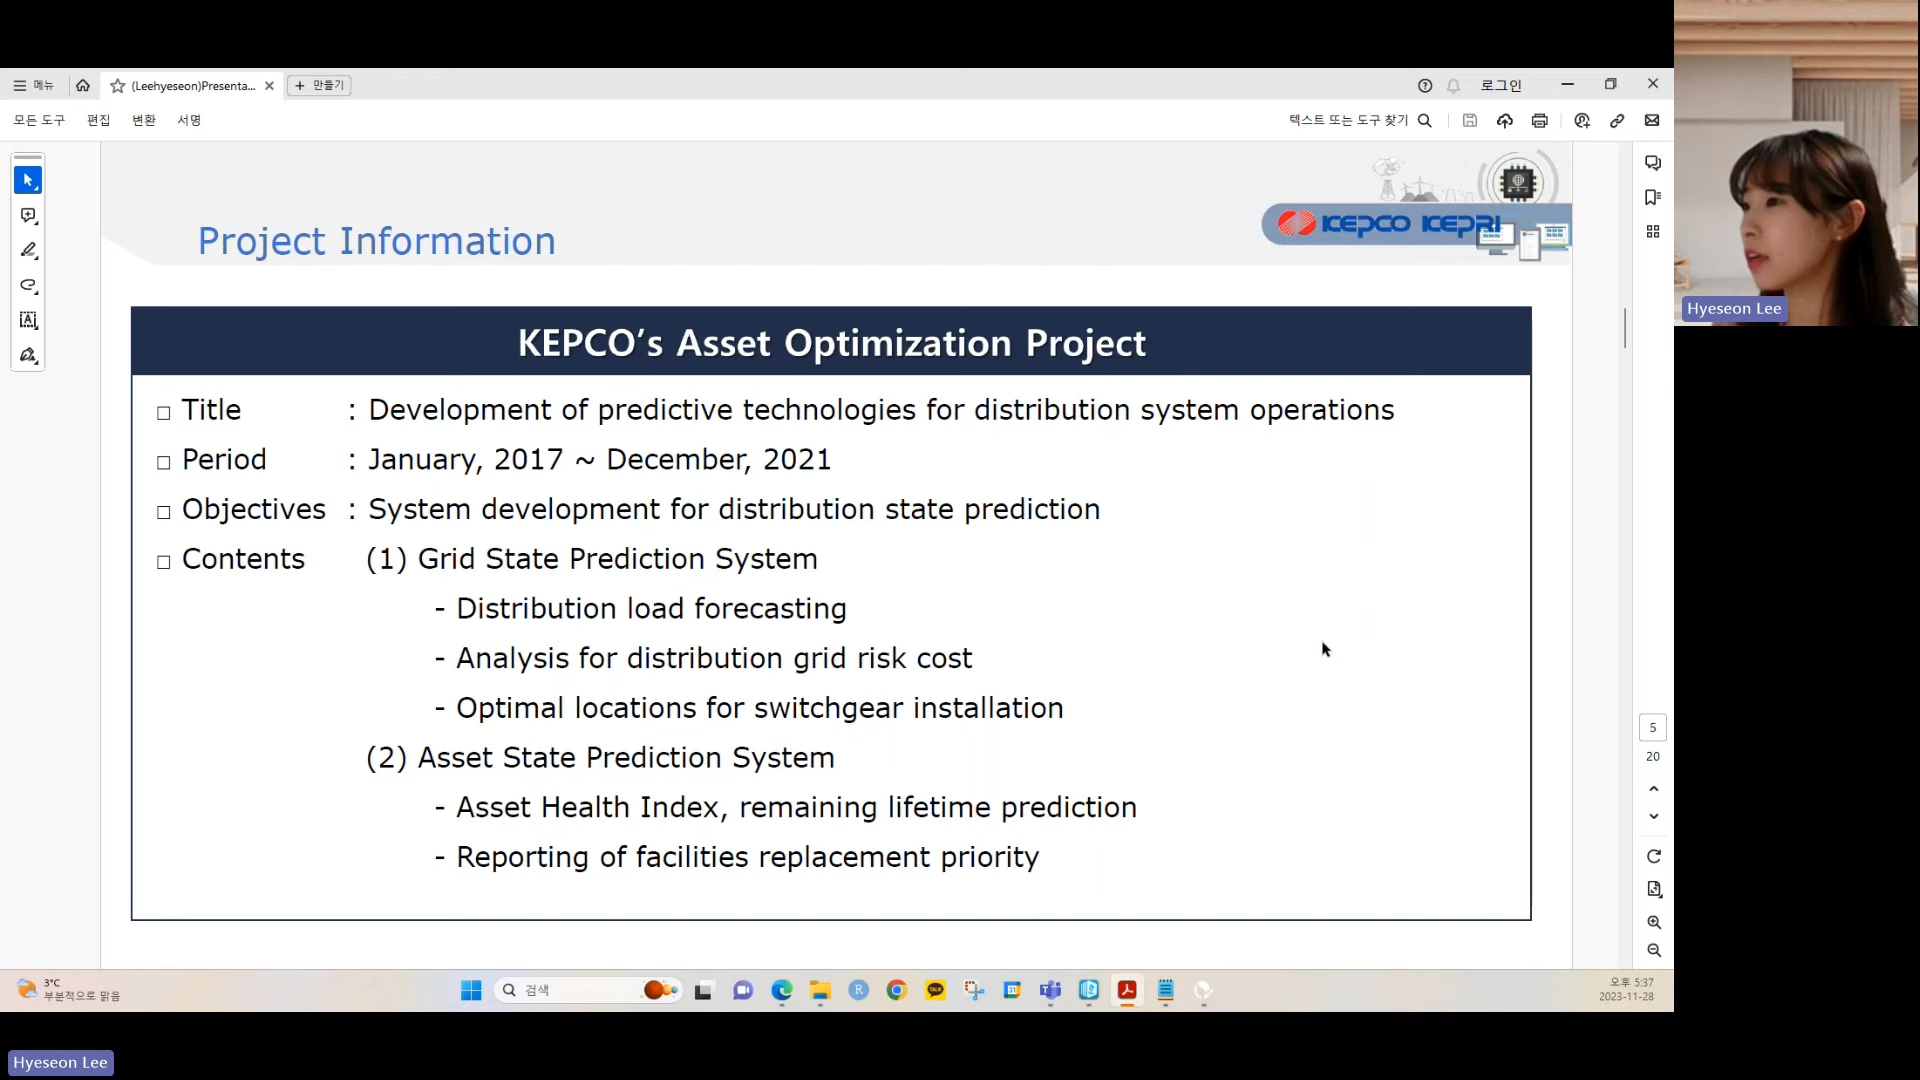 메뉴
(Leehyeseon)Presenta...
만들기
로그인
모든 도구
편집
변환
서명
텍스트 또는 도구 찾기
Project Information
KEPCO KEPRI
KEPCO's Asset Optimization Project
□ Title : Development of predictive technologies for distribution system operations
□ Period : January, 2017 ~ December, 2021
□ Objectives : System development for distribution state prediction
□ Contents (1) Grid State Prediction System
- Distribution load forecasting
- Analysis for distribution grid risk cost
- Optimal locations for switchgear installation
(2) Asset State Prediction System
- Asset Health Index, remaining lifetime prediction
- Reporting of facilities replacement priority
5
20
Hyeseon Lee
3°C
부분적으로 맑음
검색
오후 5:37
2023-11-28
Hyeseon Lee